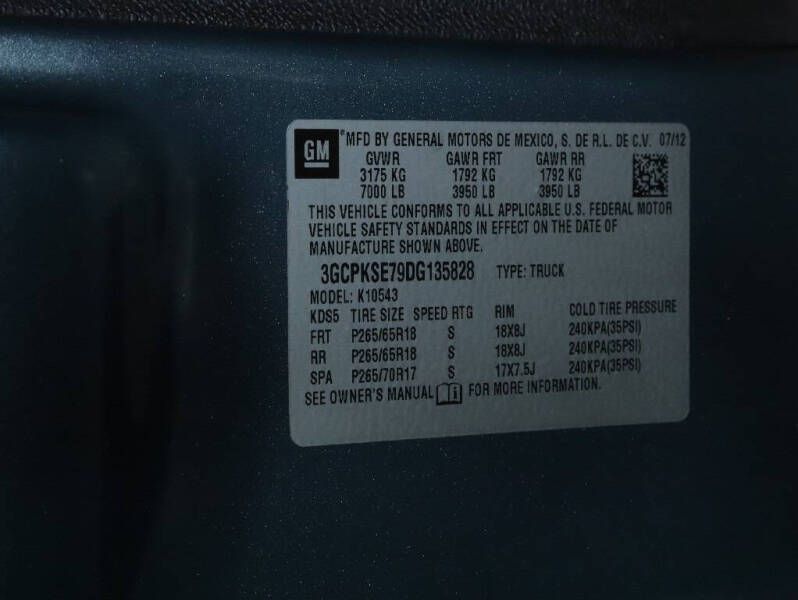 GM ® MFD BY GENERAL MOTORS DE MEXICO, S. DE R.L. DE C.V. 07/12
GVWR GAWR FRT GAWR RR
3175 KG 1792 KG 1792 KG
7000 LB 3950 LB 3950 LB
THIS VEHICLE CONFORMS TO ALL APPLICABLE U.S. FEDERAL MOTOR
VEHICLE SAFETY STANDARDS IN EFFECT ON THE DATE OF
MANUFACTURE SHOWN ABOVE.
3GCPKSE79DG135828 TYPE: TRUCK
MODEL: K10543
KDS5 TIRE SIZE SPEED RTG RIM COLD TIRE PRESSURE
FRT P265/65R18 S 18X8J 240KPA(35PSI)
RR P265/65R18 S 18X8J 240KPA(35PSI)
SPA P265/70R17 S 17X7.5J 240KPA(35PSI)
SEE OWNER'S MANUAL FOR MORE INFORMATION.